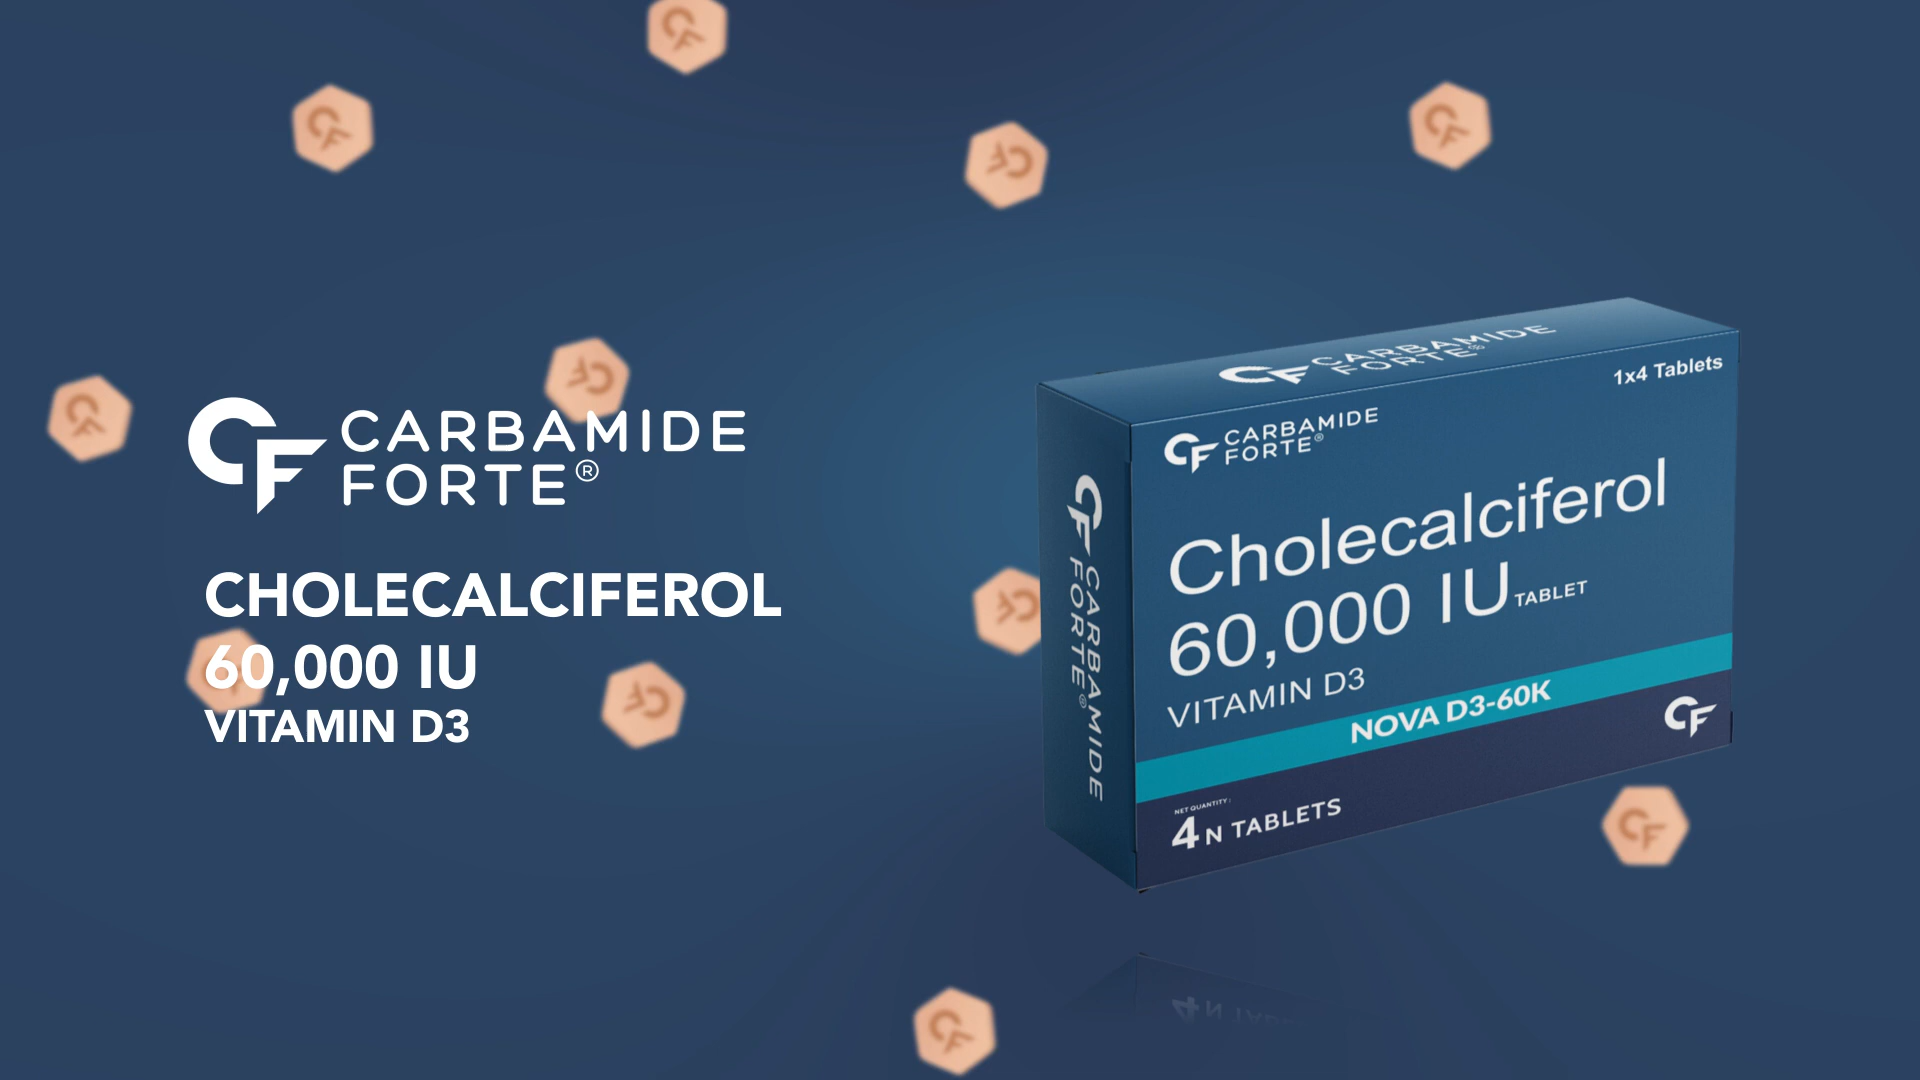 CARBAMIDE
FORTE®
CHOLECALCIFEROL
60,000 IU
VITAMIN D3
CARBAMIDE
FORTE®
1x4 Tablets
CARBAMIDE
FORTE®
Cholecalciferol
60,000 IU TABLET
VITAMIN D3
NOVA D3-60K
NET QUANTITY:
4 N TABLETS
CARBAMIDE
FORTE®